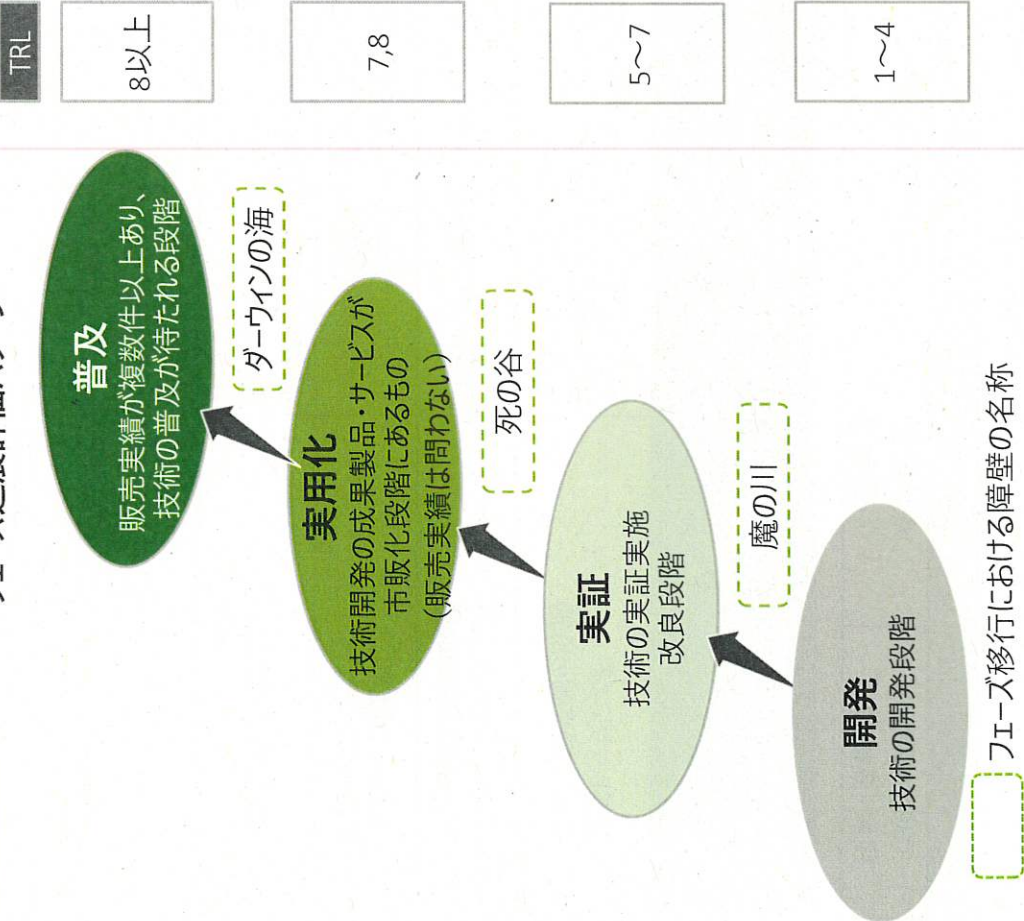 TRL
普及
販売実績が複数件以上あり、
技術の普及が待たれる段階
8以上
ダーウィンの海
実用化
技術開発の成果製品・サービスが
市販化段階にあるもの
（販売実績は問わない）
7,8
死の谷
実証
技術の実証実施
改良段階
5～7
魔の川
開発
技術の開発段階
1～4
フェーズ移行における障壁の名称